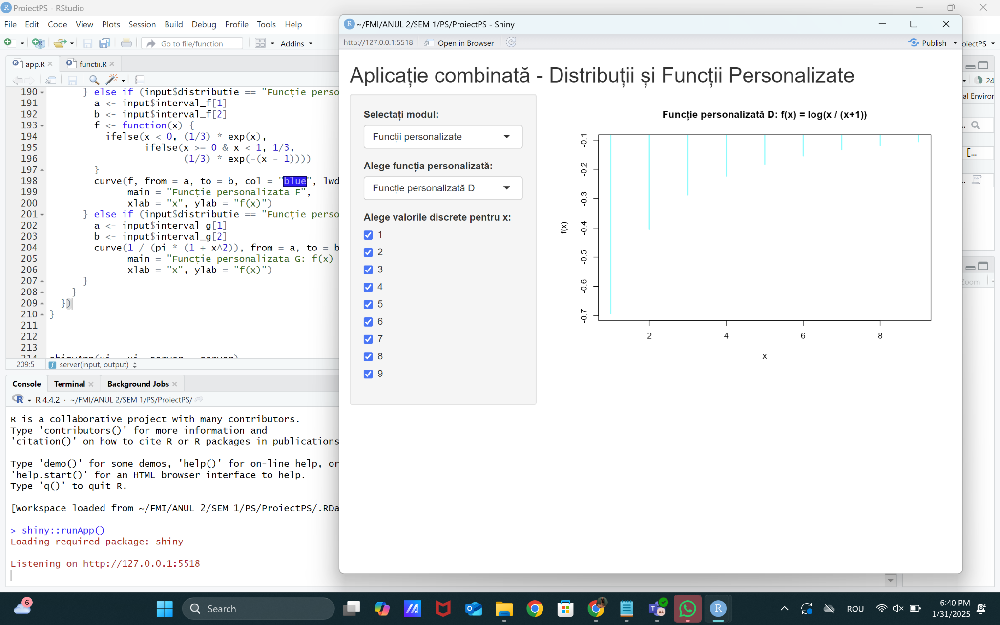 ProiectPS - RStudio
File Edit Code View Plots Session Build Debug Profile Tools Help
Go to file/function
Addins
app.R
functii.R
190 } else if (input$distributie == "Funcție perso
191 a <- input$interval_f[1]
192 b <- input$interval_f[2]
193 f <- function(x) {
194 ifelse(x < 0, (1/3) * exp(x),
195 ifelse(x >= 0 & x < 1, 1/3,
196 (1/3) * exp(-(x - 1))))
197 }
198 curve(f, from = a, to = b, col = "blue", lwd
199 main = "Funcție personalizata F",
200 xlab = "x", ylab = "f(x)")
201 } else if (input$distributie == "Funcție perso
202 a <- input$interval_g[1]
203 b <- input$interval_g[2]
204 curve(1 / (pi * (1 + x^2)), from = a, to = b
205 main = "Funcție personalizata G: f(x)
206 xlab = "x", ylab = "f(x)")
207 }
208 }
209 })
210 }
211
212
213
214 shinyApp(ui = ui, server = server)
209:5 server(input, output)
Console Terminal Background Jobs
R 4.4.2 · ~/FMI/ANUL 2/SEM 1/PS/ProiectPS/
R is a collaborative project with many contributors.
Type 'contributors()' for more information and
'citation()' on how to cite R or R packages in publications
Type 'demo()' for some demos, 'help()' for on-line help, or
'help.start()' for an HTML browser interface to help.
Type 'q()' to quit R.
[Workspace loaded from ~/FMI/ANUL 2/SEM 1/PS/ProiectPS/.RDa
> shiny::runApp()
Loading required package: shiny
Listening on http://127.0.0.1:5518
~/FMI/ANUL 2/SEM 1/PS/ProiectPS - Shiny
http://127.0.0.1:5518 Open in Browser
Publish
Aplicație combinată - Distribuții și Funcții Personalizate
Selectați modul:
Funcții personalizate
Alege funcția personalizată:
Funcție personalizată D
Alege valorile discrete pentru x:
1
2
3
4
5
6
7
8
9
Funcție personalizată D: f(x) = log(x / (x+1))
f(x)
-0.1
-0.2
-0.3
-0.4
-0.5
-0.6
-0.7
2 4 6 8
x
oiectPS
24
al Enviror
[...
Zoom
6
Search
ROU
6:40 PM
1/31/2025